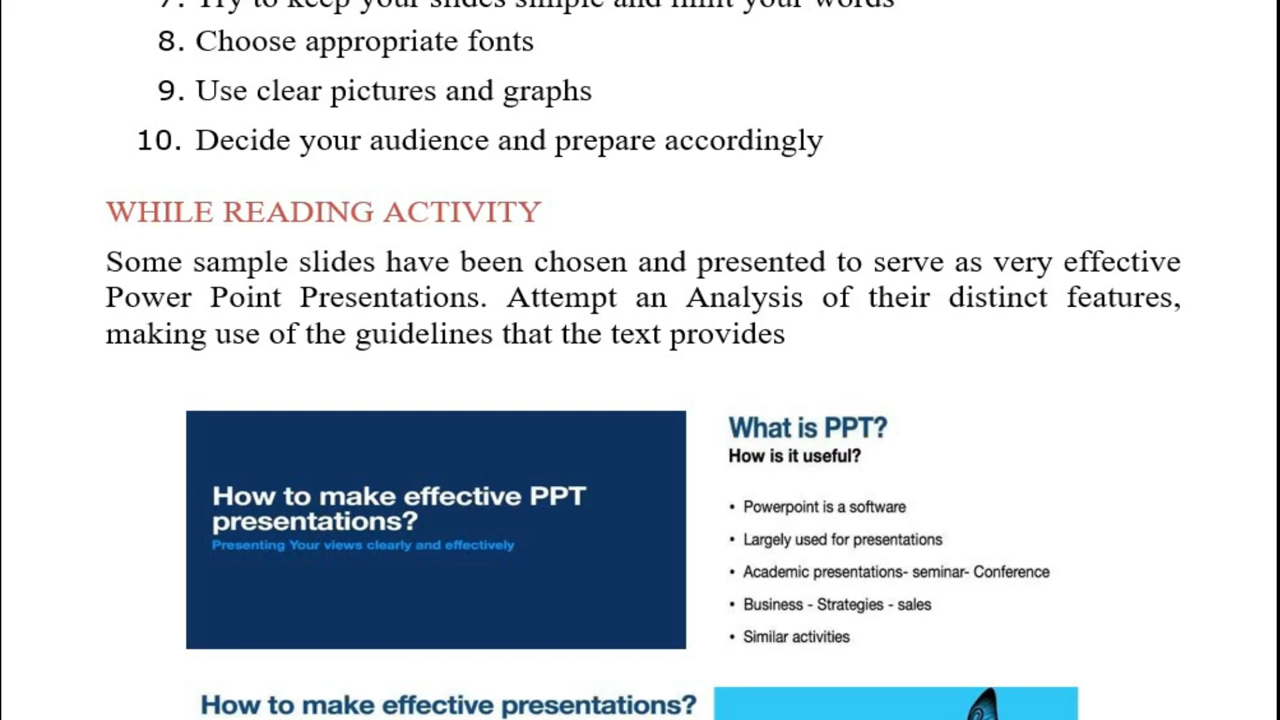 7. Try to keep your slides simple and limit your words
8. Choose appropriate fonts
9. Use clear pictures and graphs
10. Decide your audience and prepare accordingly
WHILE READING ACTIVITY
Some sample slides have been chosen and presented to serve as very effective
Power Point Presentations. Attempt an Analysis of their distinct features,
making use of the guidelines that the text provides
How to make effective PPT
presentations?
Presenting Your views clearly and effectively
What is PPT?
How is it useful?
• Powerpoint is a software
• Largely used for presentations
• Academic presentations- seminar- Conference
• Business - Strategies - sales
• Similar activities
How to make effective presentations?